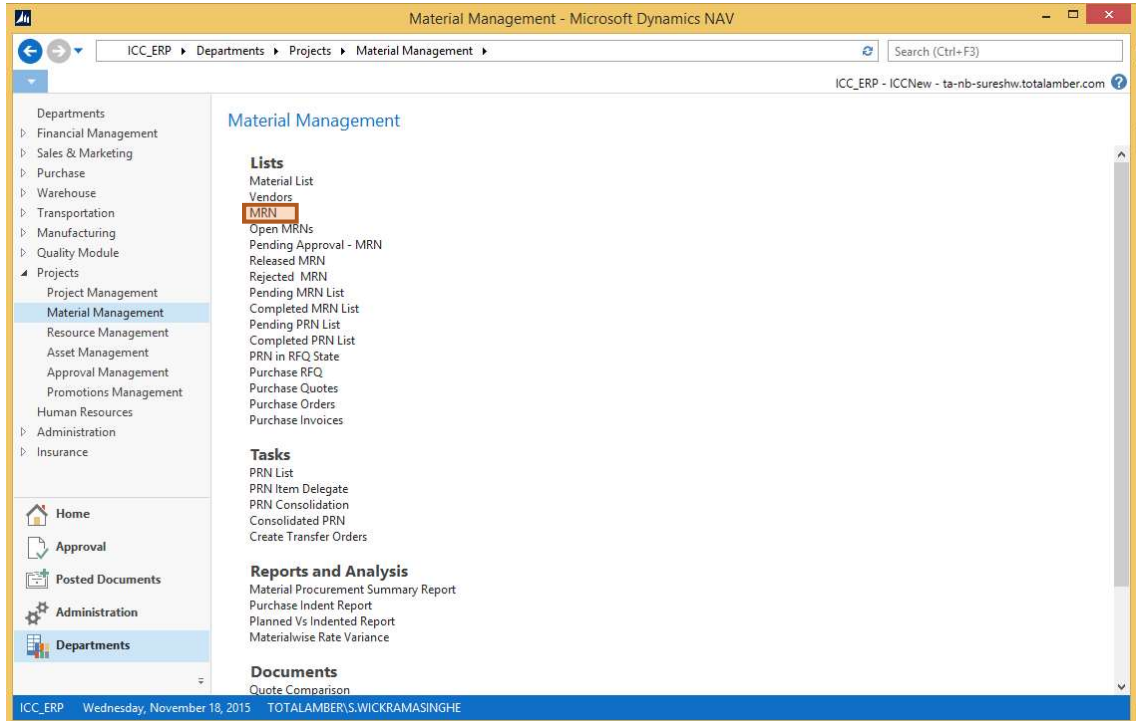 Material Management - Microsoft Dynamics NAV
ICC_ERP Departments Projects Material Management
Search (Ctrl+F3)
ICC_ERP - ICCNew - ta-nb-sureshw.totalamber.com
Departments
Financial Management
Sales & Marketing
Purchase
Warehouse
Transportation
Manufacturing
Quality Module
Projects
Project Management
Material Management
Resource Management
Asset Management
Approval Management
Promotions Management
Human Resources
Administration
Insurance
Home
Approval
Posted Documents
Administration
Departments
Material Management
Lists
Material List
Vendors
MRN
Open MRNs
Pending Approval - MRN
Released MRN
Rejected MRN
Pending MRN List
Completed MRN List
Pending PRN List
Completed PRN List
PRN in RFQ State
Purchase RFQ
Purchase Quotes
Purchase Orders
Purchase Invoices
Tasks
PRN List
PRN Item Delegate
PRN Consolidation
Consolidated PRN
Create Transfer Orders
Reports and Analysis
Material Procurement Summary Report
Purchase Indent Report
Planned Vs Indented Report
Materialwise Rate Variance
Documents
Quote Comparison
ICC_ERP Wednesday, November 18, 2015 TOTALAMBER\S.WICKRAMASINGHE